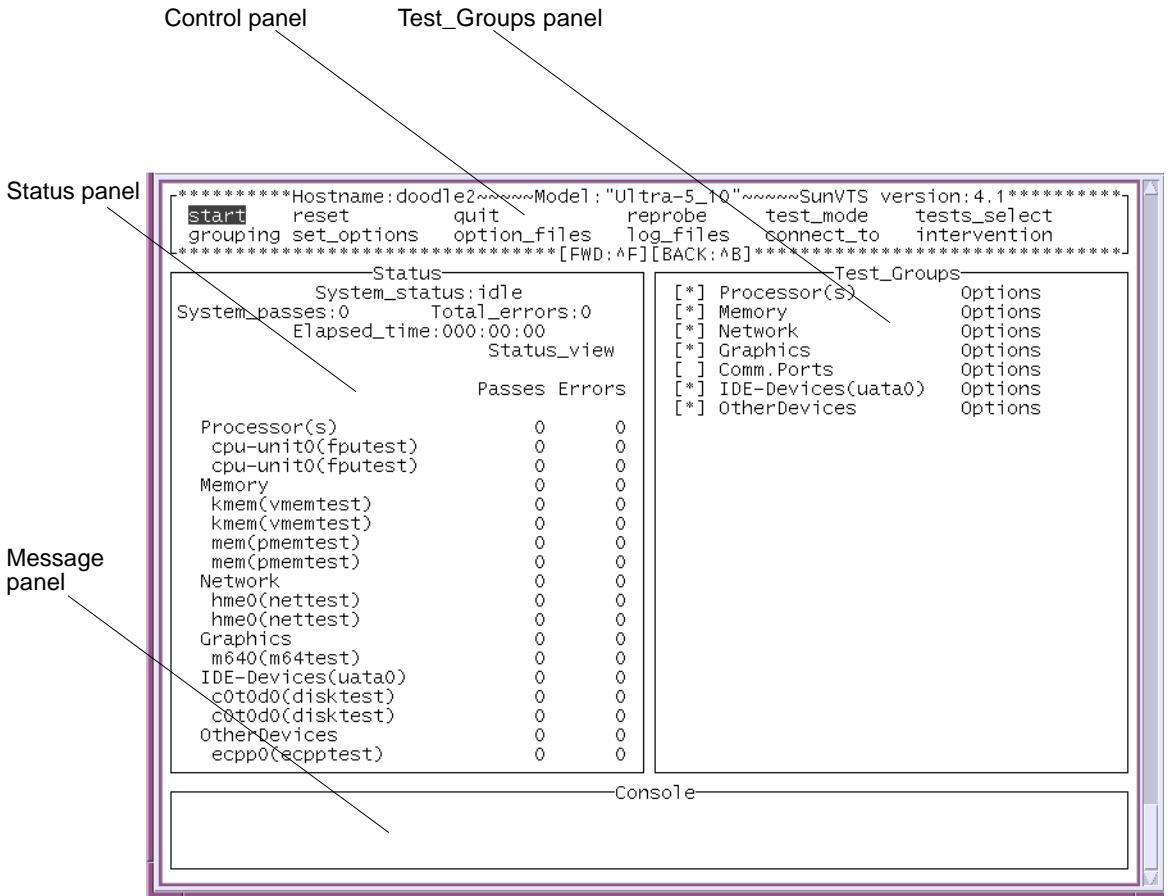 Control panel
Test_Groups panel
Status panel
**********Hostname:doodle2~~~~~Model:"Ultra-5_10"~~~~~SunVTS version:4.1**********
start reset quit reprobe test_mode tests_select
grouping set_options option_files log_files connect_to intervention
**********************************[FWD:^F][BACK:^B]**********************************
Status
System_status:idle
System_passes:0 Total_errors:0
Elapsed_time:000:00:00
Status_view
Passes Errors
Processor(s) 0 0
cpu-unit0(fputest) 0 0
cpu-unit0(fputest) 0 0
Memory 0 0
kmem(vmemtest) 0 0
kmem(vmemtest) 0 0
mem(pmemtest) 0 0
mem(pmemtest) 0 0
Network 0 0
hme0(nettest) 0 0
hme0(nettest) 0 0
Graphics 0 0
m640(m64test) 0 0
IDE-Devices(uata0) 0 0
c0t0d0(disktest) 0 0
c0t0d0(disktest) 0 0
OtherDevices 0 0
ecpp0(ecpptest) 0 0
Test_Groups
[*] Processor(s) Options
[*] Memory Options
[*] Network Options
[*] Graphics Options
[ ] Comm.Ports Options
[*] IDE-Devices(uata0) Options
[*] OtherDevices Options
Message
panel
Console